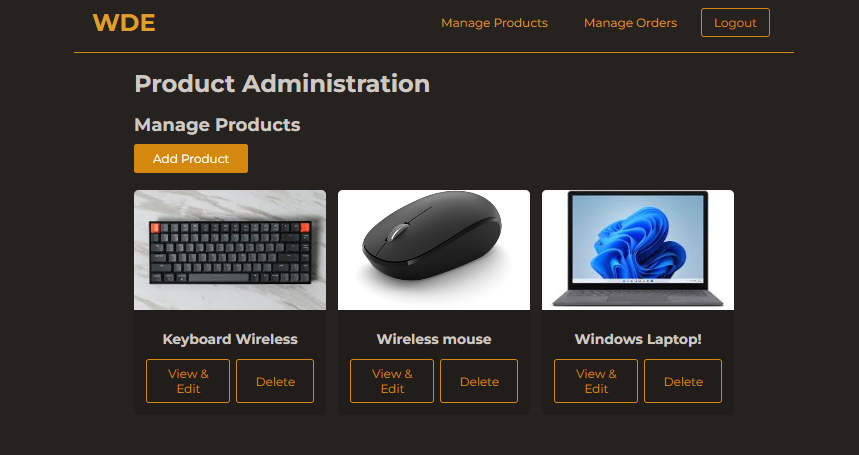 WDE
Manage Products
Manage Orders
Logout
Product Administration
Manage Products
Add Product
Keyboard Wireless
View &
Edit
Delete
Wireless mouse
View &
Edit
Delete
Windows Laptop!
View &
Edit
Delete